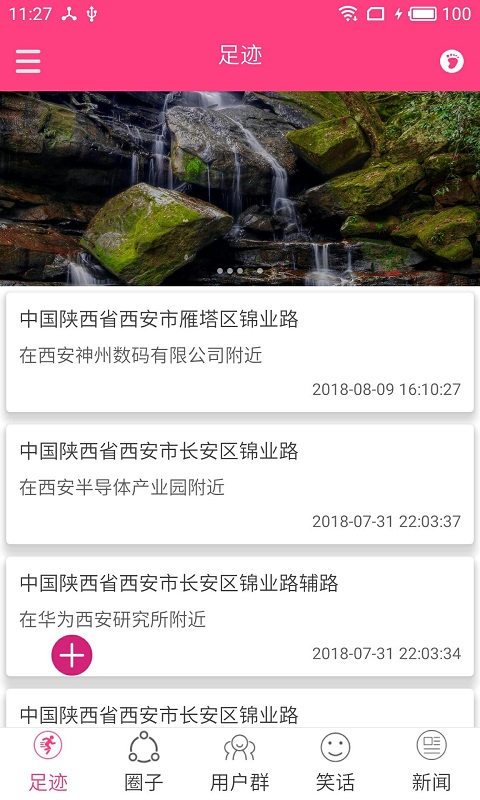 11:27
100
足迹
中国陕西省西安市雁塔区锦业路
在西安神州数码有限公司附近
2018-08-09 16:10:27
中国陕西省西安市长安区锦业路
在西安半导体产业园附近
2018-07-31 22:03:37
中国陕西省西安市长安区锦业路辅路
在华为西安研究所附近
2018-07-31 22:03:34
中国陕西省西安市长安区锦业路
足迹
圈子
用户群
笑话
新闻